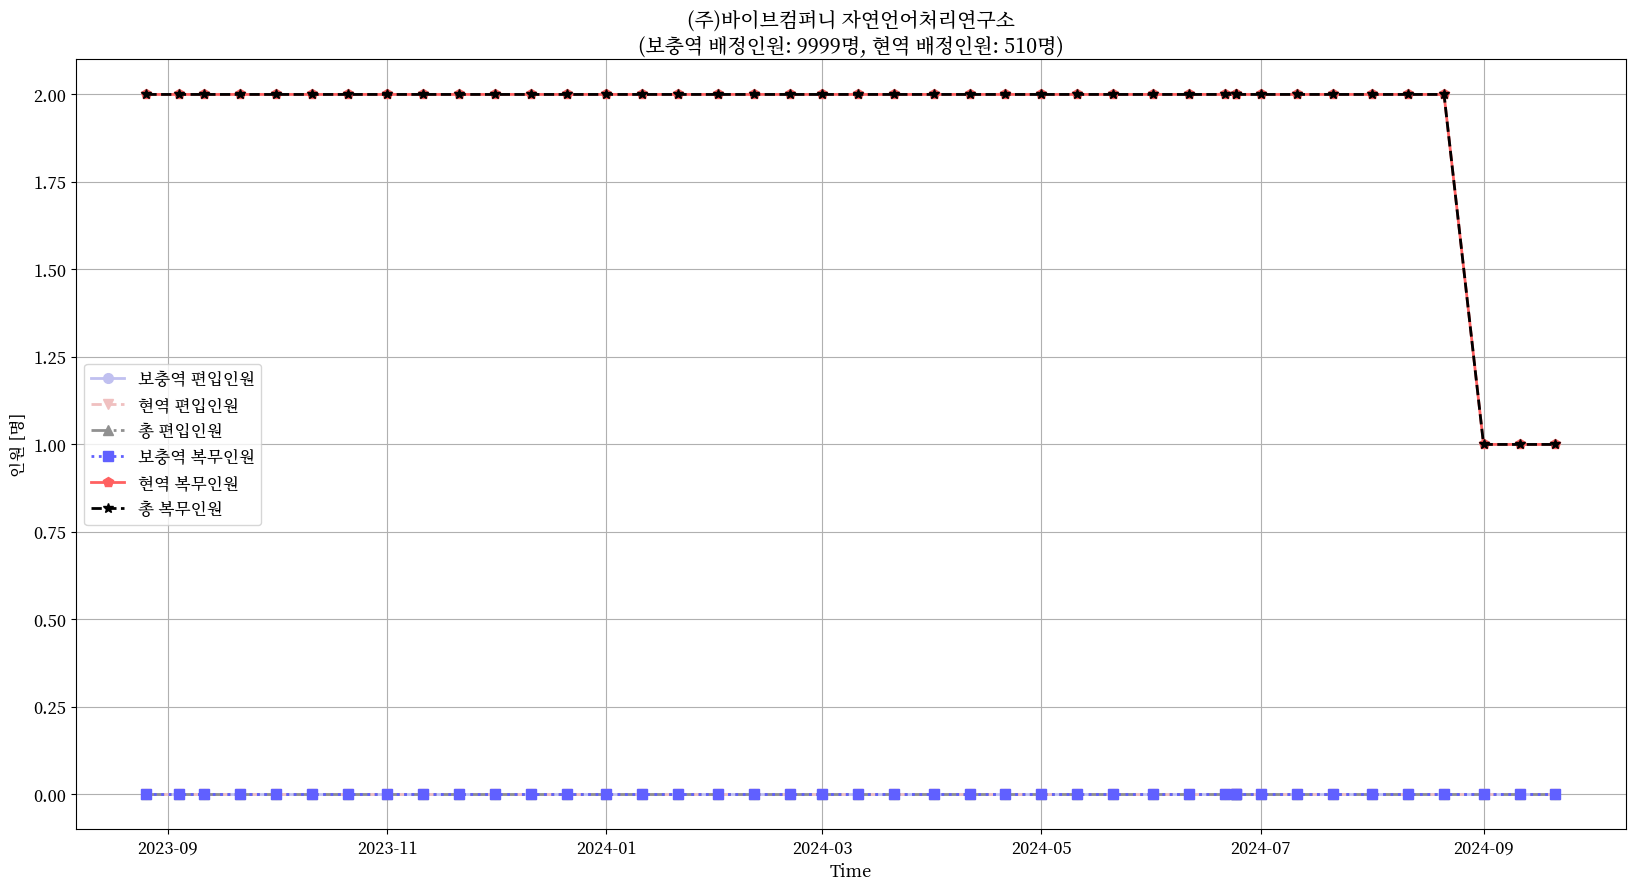 (주)바이브컴퍼니 자연언어처리연구소
(보충역 배정인원: 9999명, 현역 배정인원: 510명)
인원 [명]
2.00
1.75
1.50
1.25
1.00
0.75
0.50
0.25
0.00
보충역 편입인원
현역 편입인원
총 편입인원
보충역 복무인원
현역 복무인원
총 복무인원
2023-09
2023-11
2024-01
2024-03
2024-05
2024-07
2024-09
Time